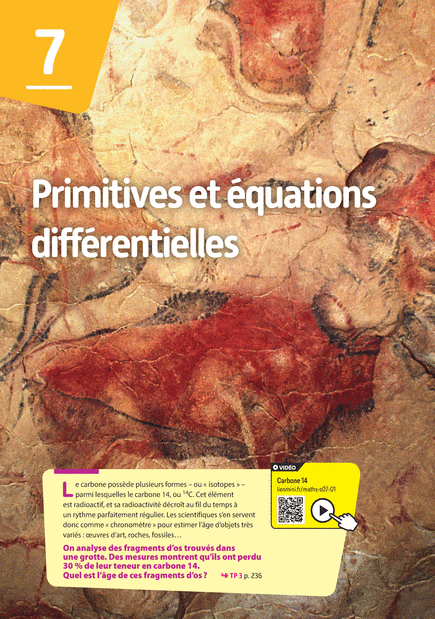 7
Primitives et équations
différentielles
Le carbone possède plusieurs formes – ou « isotopes » –
parmi lesquelles le carbone 14, ou ¹⁴C. Cet élément
est radioactif, et sa radioactivité décroit au fil du temps à
un rythme parfaitement régulier. Les scientifiques s'en servent
donc comme « chronomètre » pour estimer l'âge d'objets très
variés : œuvres d'art, roches, fossiles…
On analyse des fragments d'os trouvés dans
une grotte. Des mesures montrent qu'ils ont perdu
30 % de leur teneur en carbone 14.
Quel est l'âge de ces fragments d'os ? ↪ TP 3 p. 236
VIDÉO
Carbone 14
lienmini.fr/maths-s07-01